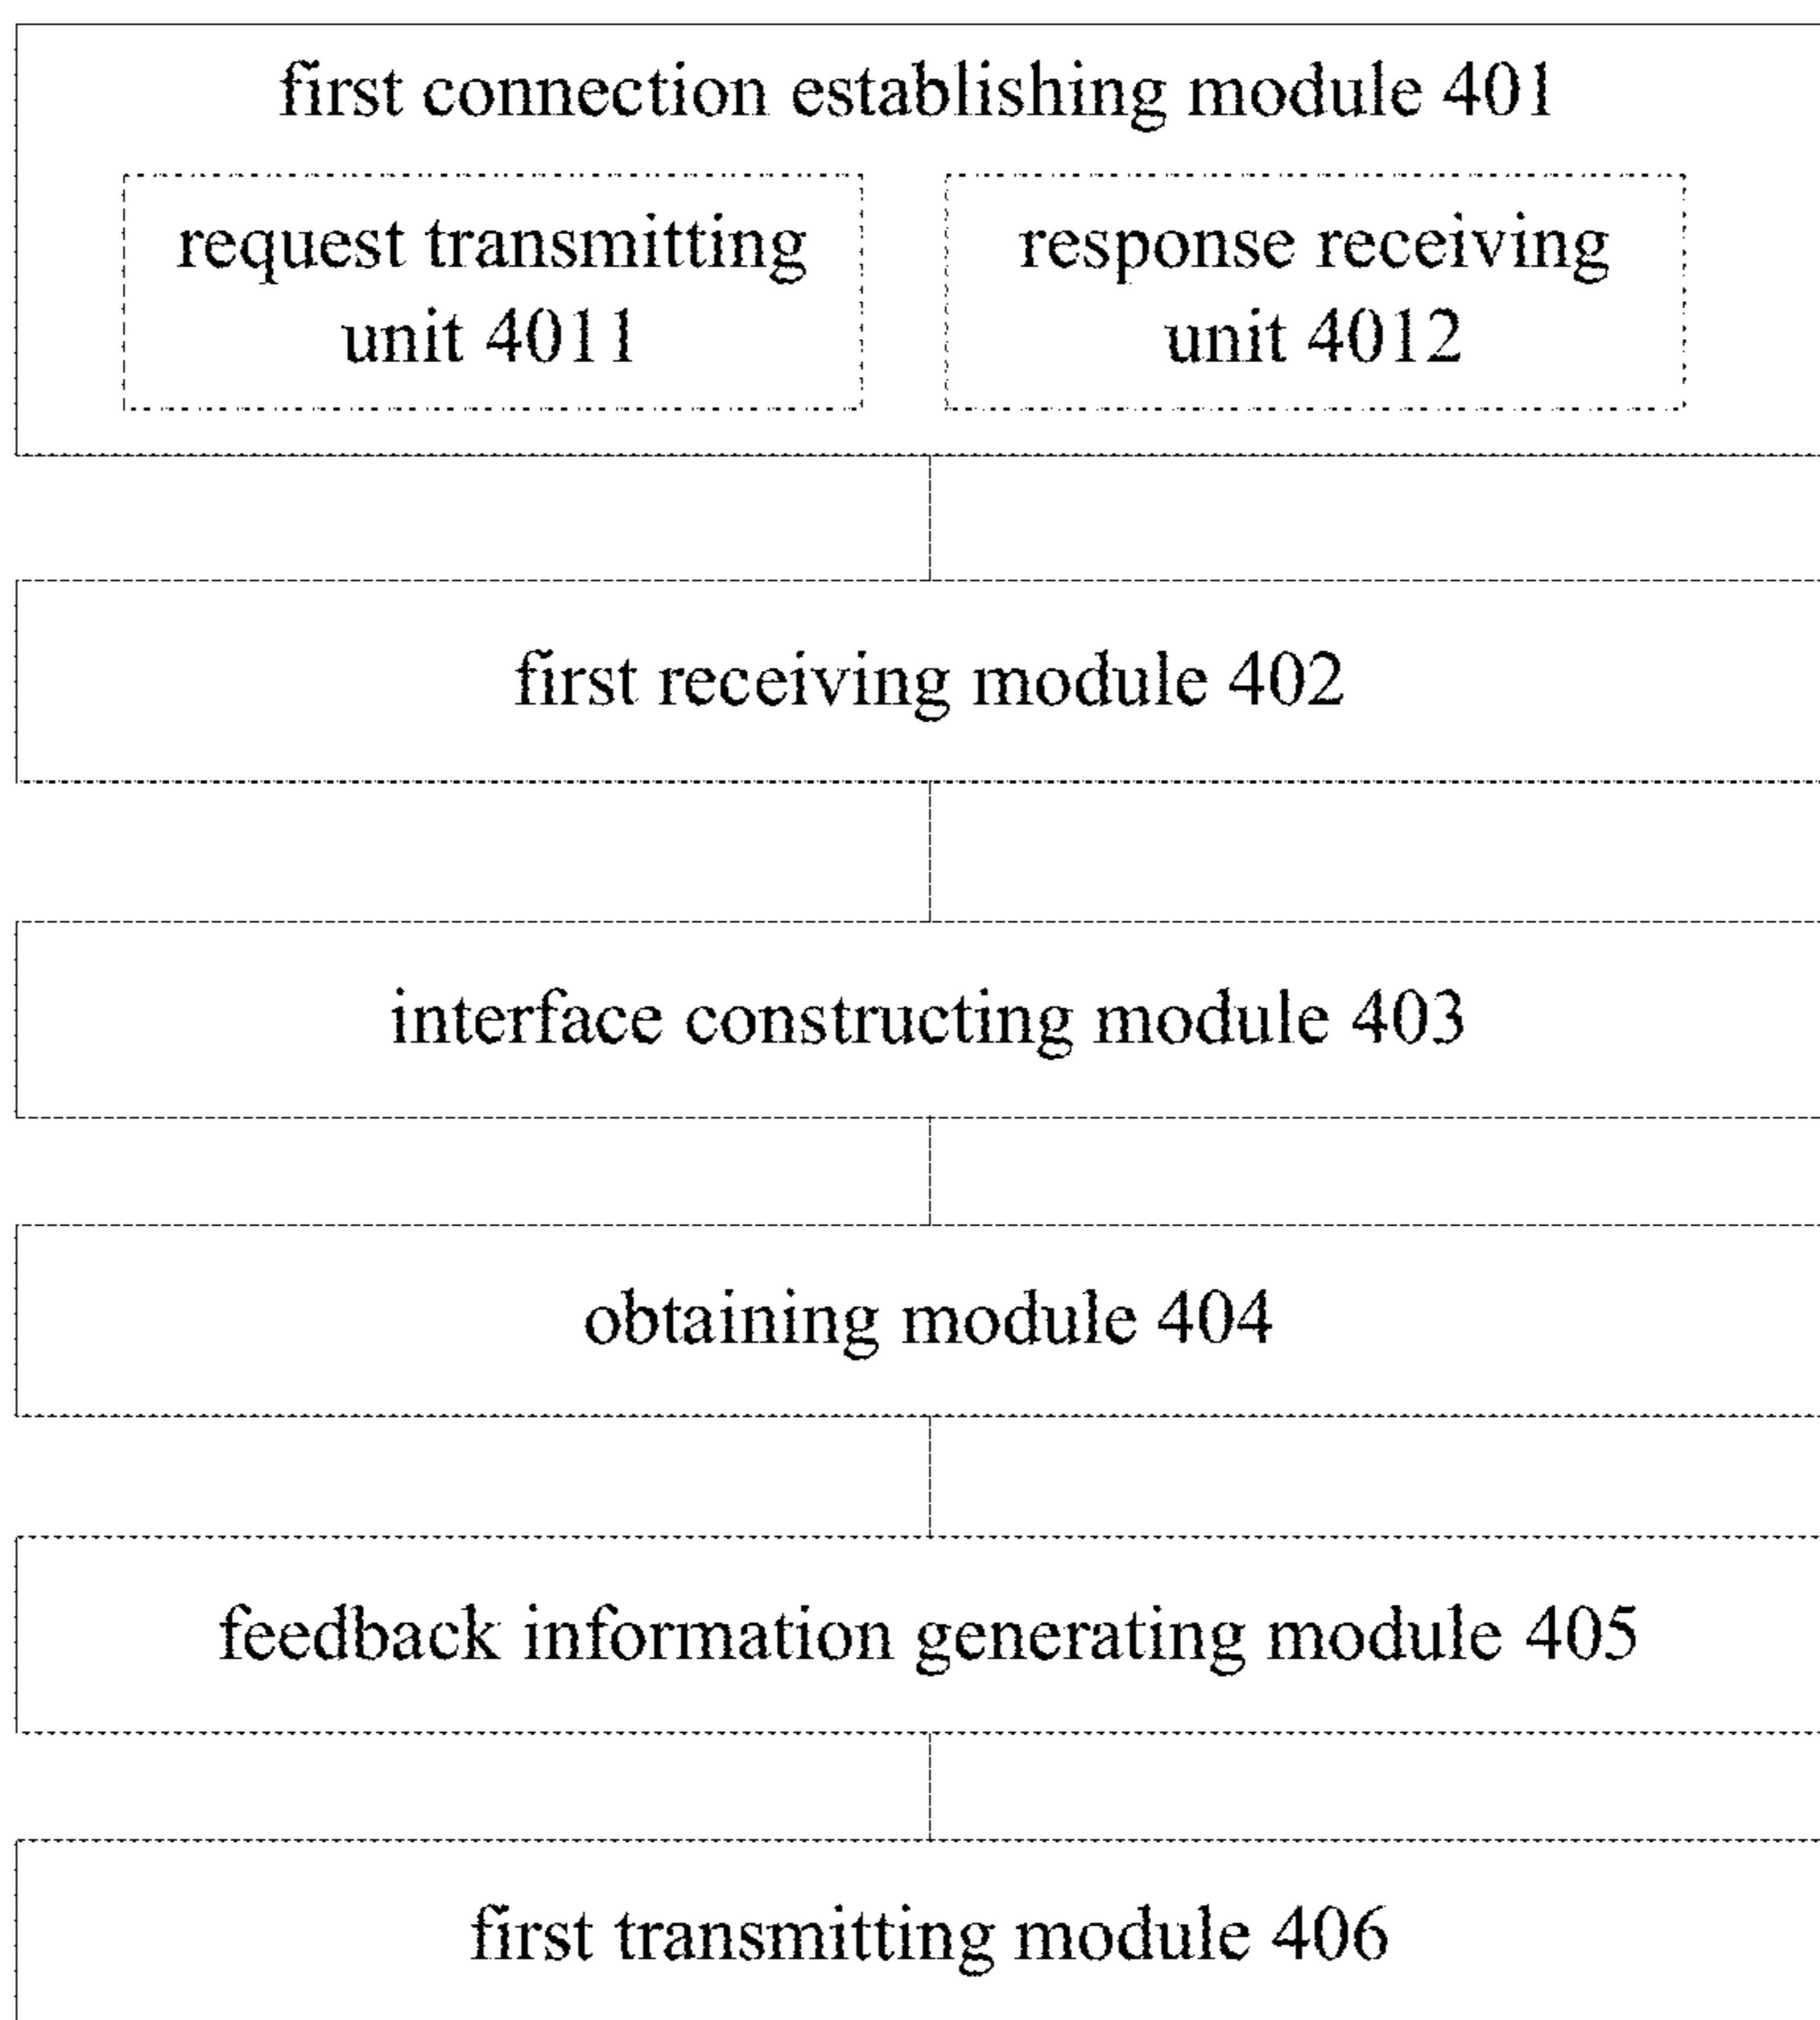 first connection establishing module 401
request transmitting
unit 4011
response receiving
unit 4012
first receiving module 402
interface constructing module 403
obtaining module 404
feedback information generating module 405
first transmitting module 406